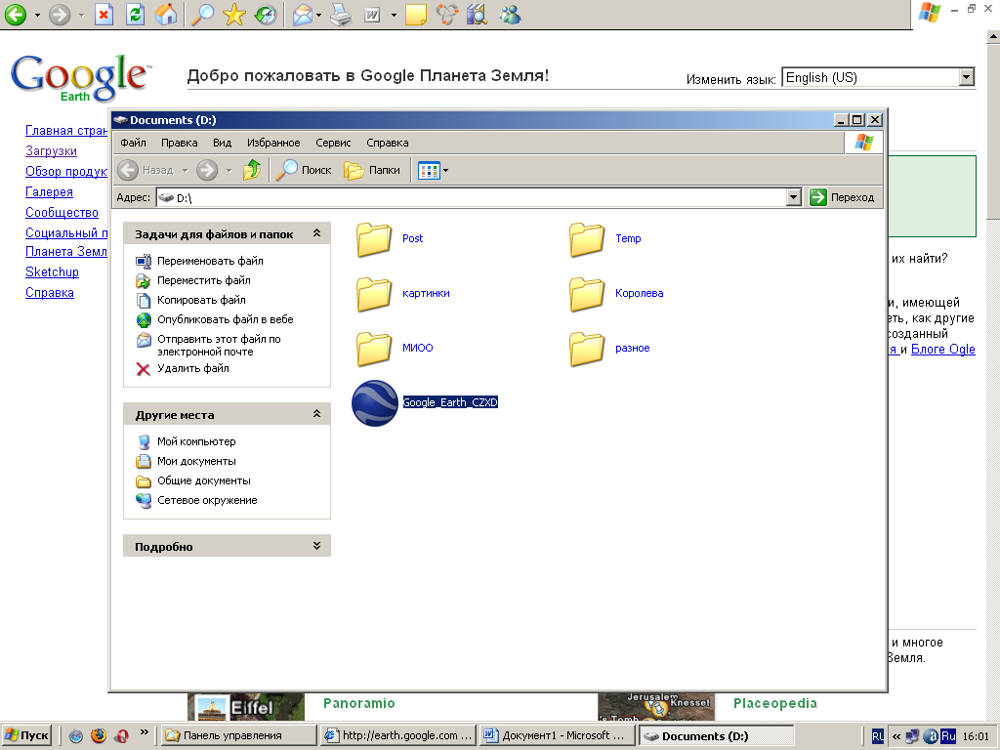 Google™
Earth
Добро пожаловать в Google Планета Земля!
Изменить язык: English (US)
Главная стран
Загрузки
Обзор продук
Галерея
Сообщество
Социальный п
Планета Земл
Sketchup
Справка
Documents (D:)
Файл Правка Вид Избранное Сервис Справка
Назад Поиск Папки
Адрес: D:\ Переход
Задачи для файлов и папок
Переименовать файл
Переместить файл
Копировать файл
Опубликовать файл в вебе
Отправить этот файл по
электронной почте
Удалить файл
Другие места
Мой компьютер
Мои документы
Общие документы
Сетевое окружение
Подробно
Post Temp
картинки Королева
МИОО разное
Google_Earth_CZXD
их найти?
и, имеющей
еть, как другие
созданный
я и Блоге Ogle
и многое
Земля.
Eiffel
Panoramio
Jerusalem
Knesset
's Tomb
Placeopedia
Пуск » Панель управления http://earth.google.com ... Документ1 - Microsoft ... Documents (D:) RL « Ru 16:01